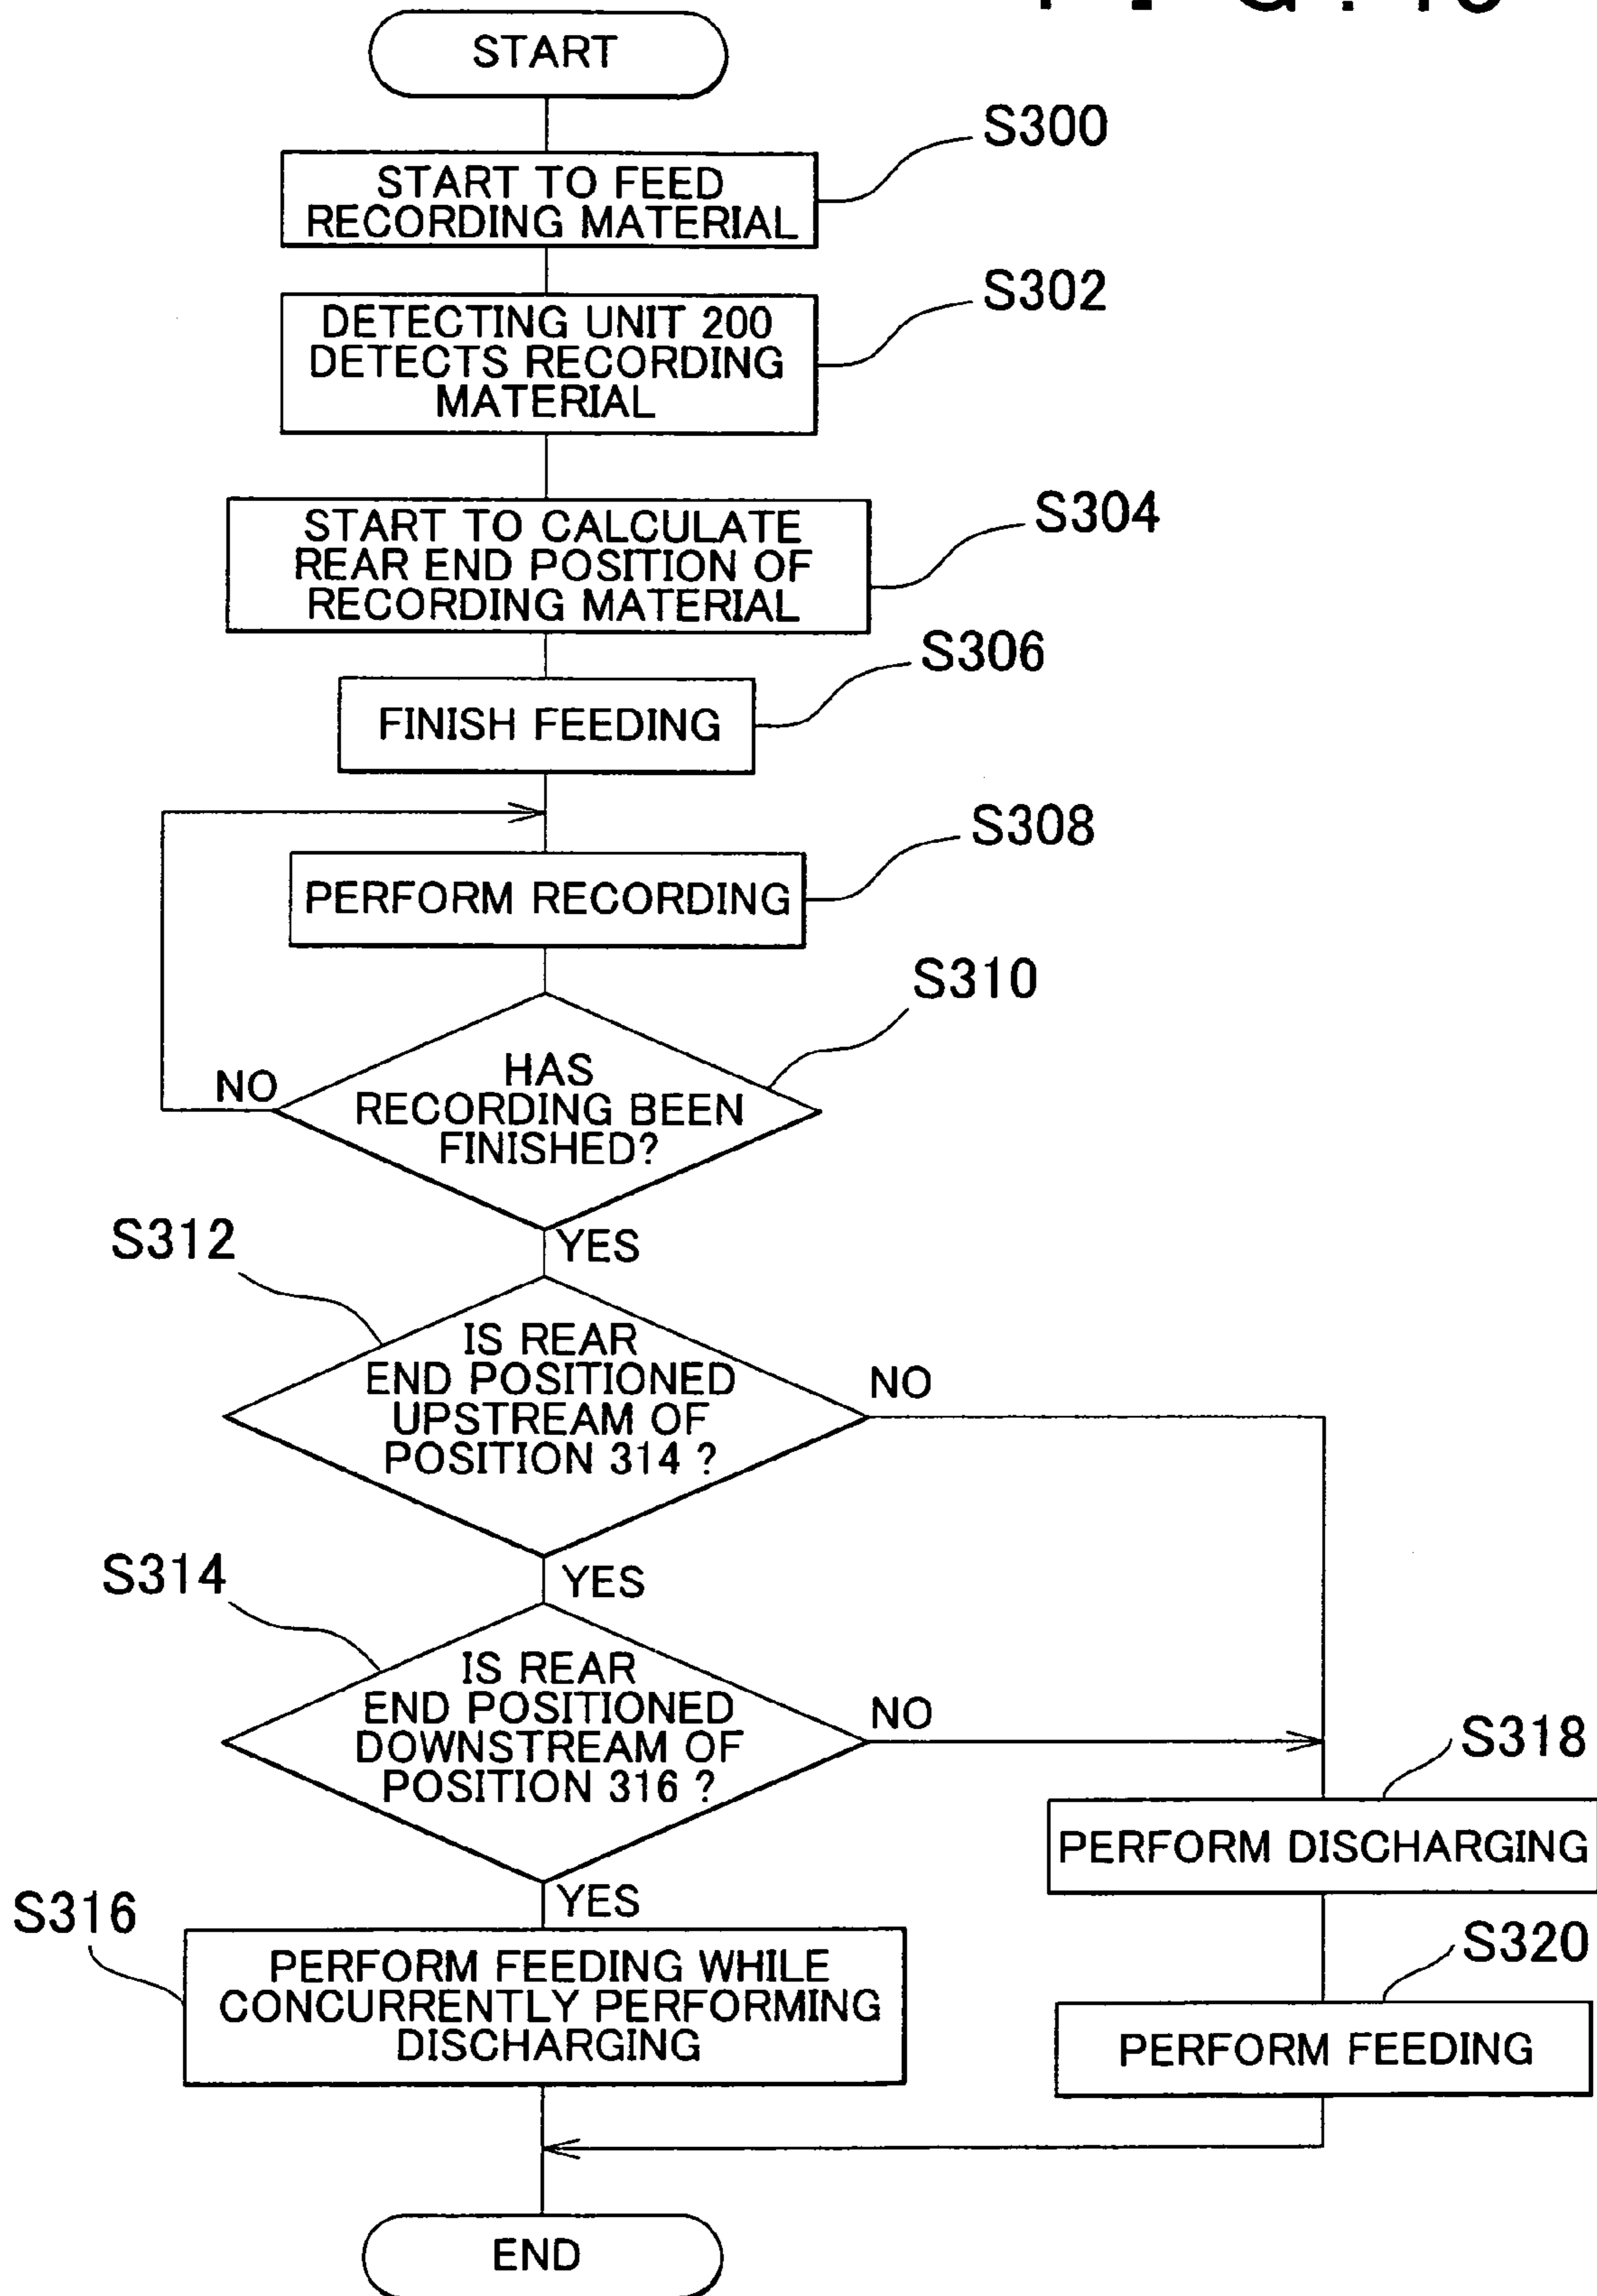 START
S300
START TO FEED
RECORDING MATERIAL
S302
DETECTING UNIT 200
DETECTS RECORDING
MATERIAL
S304
START TO CALCULATE
REAR END POSITION OF
RECORDING MATERIAL
S306
FINISH FEEDING
S308
PERFORM RECORDING
S310
HAS
RECORDING BEEN
FINISHED?
NO
YES
S312
IS REAR
END POSITIONED
UPSTREAM OF
POSITION 314 ?
NO
YES
S314
IS REAR
END POSITIONED
DOWNSTREAM OF
POSITION 316 ?
NO
YES
S316
PERFORM FEEDING WHILE
CONCURRENTLY PERFORMING
DISCHARGING
S318
PERFORM DISCHARGING
S320
PERFORM FEEDING
END